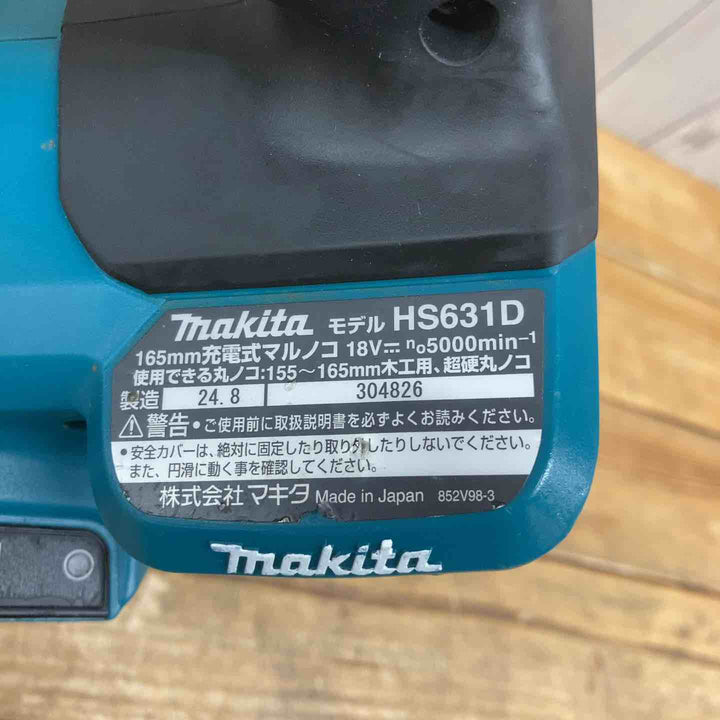 makita モデル HS631D
165mm充電式マルノコ 18V⎓ n₀5000min⁻¹
使用できる丸ノコ:155～165mm木工用、超硬丸ノコ
製造 24.8 304826
⚠警告 •ご使用前に取扱説明書を必ずよくお読みください。
•安全カバーは、絶対に固定したり取り外したりしないでください。
また、円滑に動く事を確認してください。
株式会社 マキタ Made in Japan 852V98-3
makita